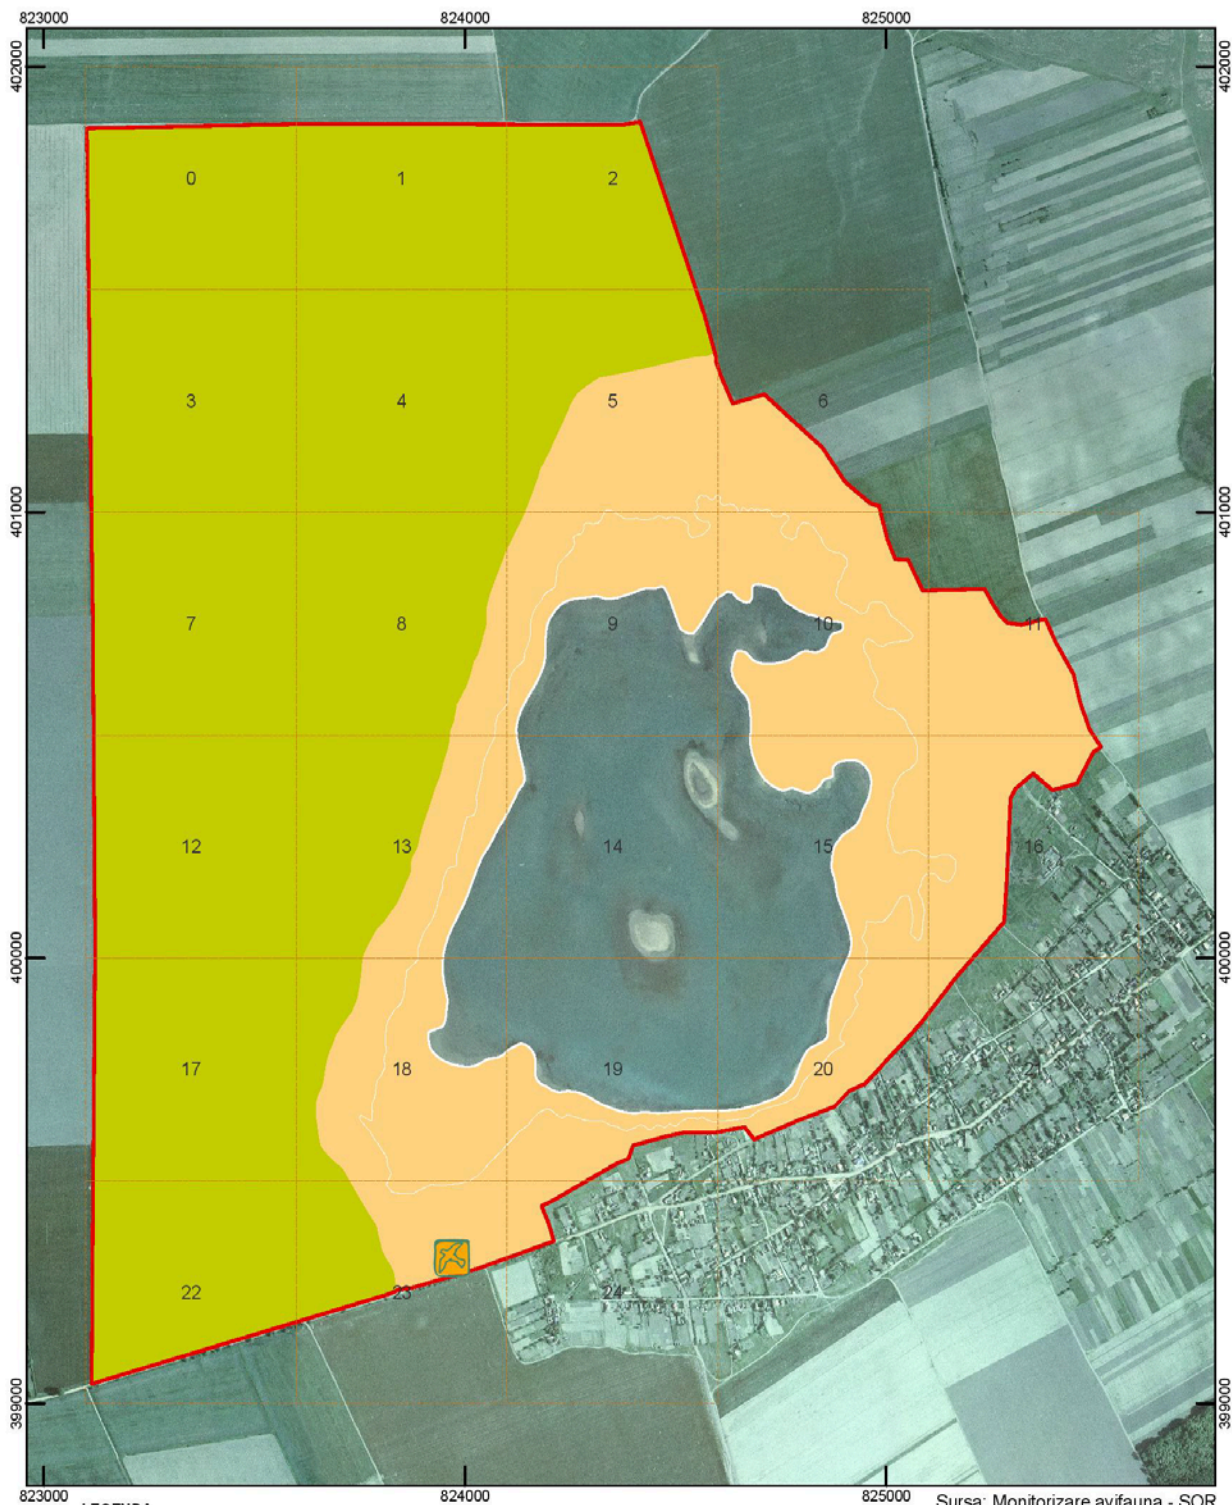 823000 824000 825000
402000 402000
0 1 2
3 4 5 6
401000 401000
7 8 9 10 11
12 13 14 15 16
400000 400000
17 18 19 20 21
22 23 24
399000 399000
823000 824000 825000
LEGENDA
Sursa: Monitorizare avifauna - SOR